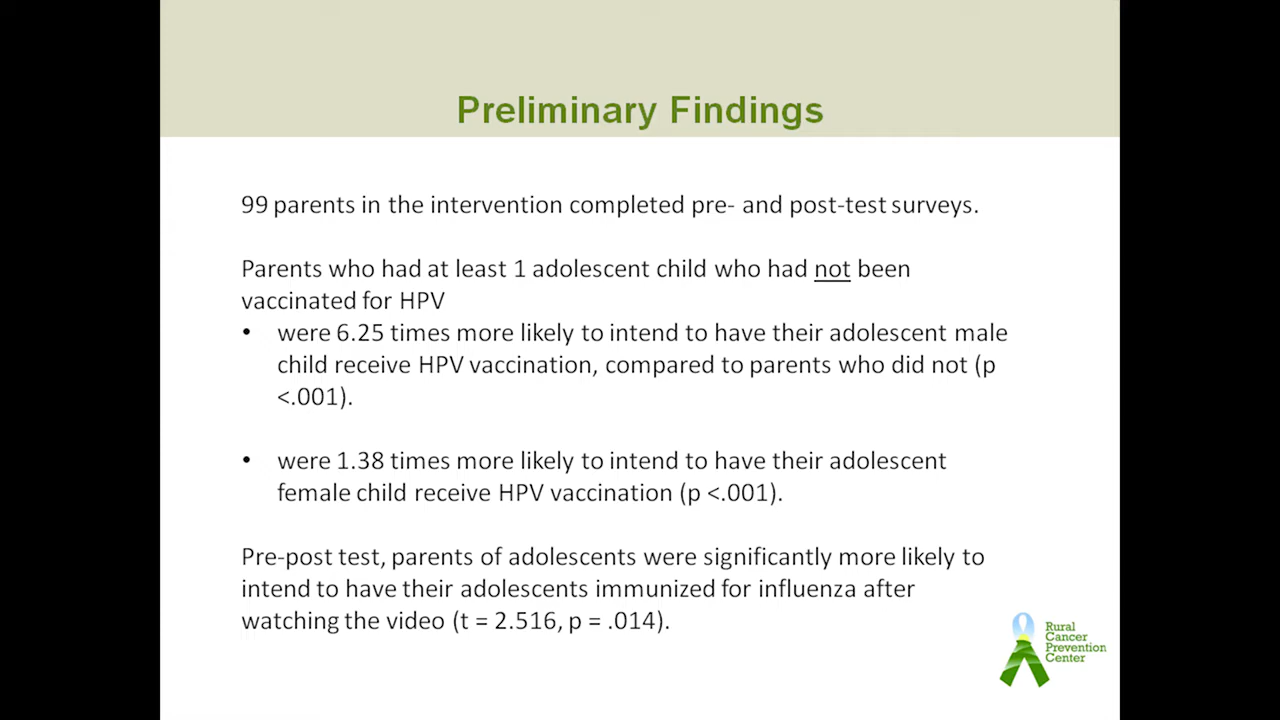 Preliminary Findings
99 parents in the intervention completed pre- and post-test surveys.
Parents who had at least 1 adolescent child who had not been
vaccinated for HPV
• were 6.25 times more likely to intend to have their adolescent male
child receive HPV vaccination, compared to parents who did not (p
<.001).
• were 1.38 times more likely to intend to have their adolescent
female child receive HPV vaccination (p <.001).
Pre-post test, parents of adolescents were significantly more likely to
intend to have their adolescents immunized for influenza after
watching the video (t = 2.516, p = .014).
Rural
Cancer
Prevention
Center